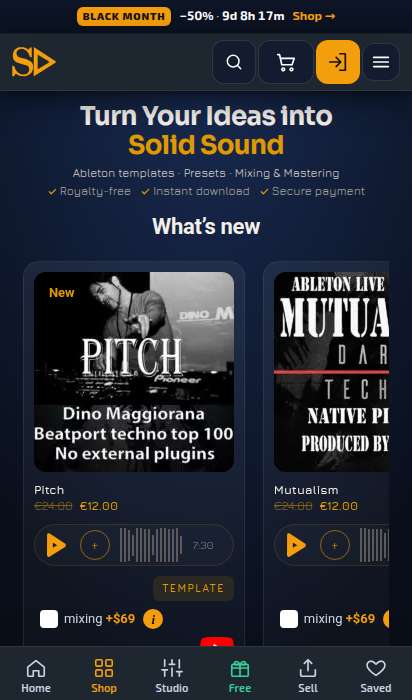 BLACK MONTH −50% · 9d 8h 17m Shop →
SD
Turn Your Ideas into
Solid Sound
Ableton templates · Presets · Mixing & Mastering
✓ Royalty-free ✓ Instant download ✓ Secure payment
What's new
New
DINO M
PITCH
Pioneer
Dino Maggiorana
Beatport techno top 100
No external plugins
Pitch
€24.00 €12.00
+ 7:30
TEMPLATE
mixing +$69 i
ABLETON LIVE
MUTUA
DAR
TECH
NATIVE PI
PRODUCED BY
Mutualism
€24.00 €12.00
+
mixing +$69
Home Shop Studio Free Sell Saved